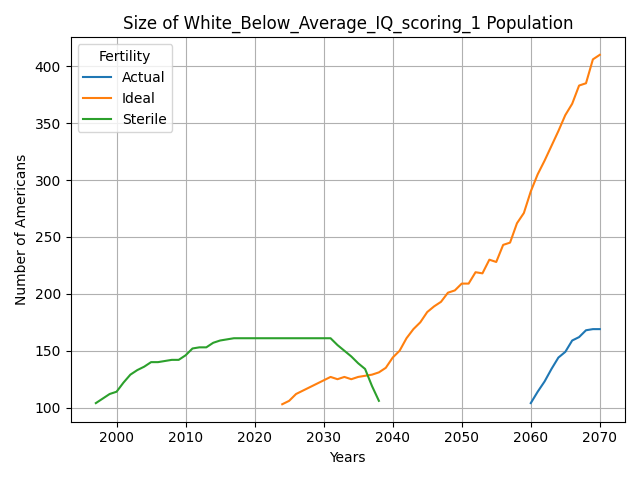 Size of White_Below_Average_IQ_scoring_1 Population
Fertility
Actual
Ideal
Sterile
Number of Americans
400
350
300
250
200
150
100
2000 2010 2020 2030 2040 2050 2060 2070
Years